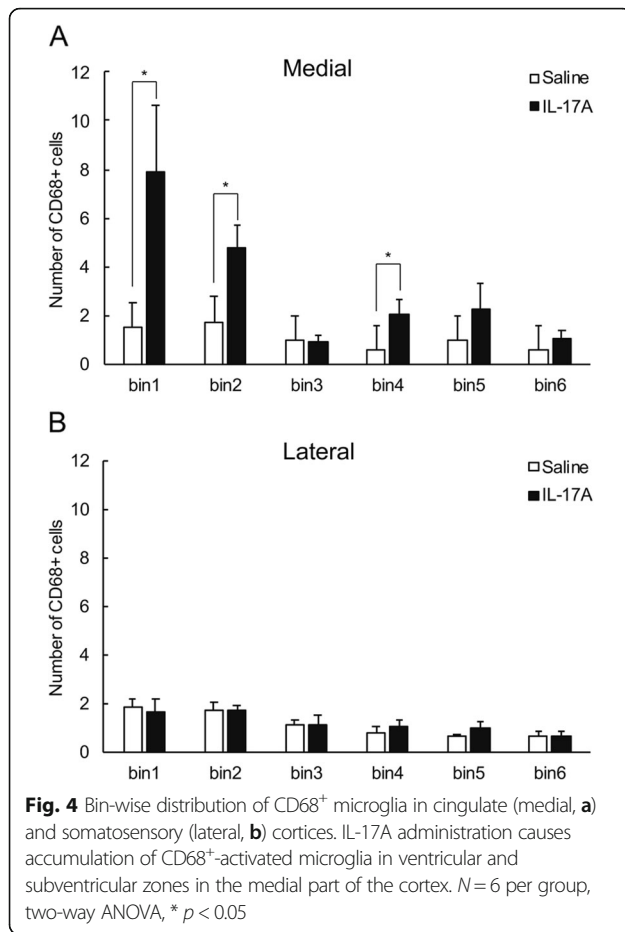 A
Medial
12
10
8
6
4
2
0
Number of CD68+ cells
Saline
IL-17A
*
*
*
bin1 bin2 bin3 bin4 bin5 bin6
B
Lateral
12
10
8
6
4
2
0
Number of CD68+ cells
Saline
IL-17A
bin1 bin2 bin3 bin4 bin5 bin6
Fig. 4 Bin-wise distribution of CD68⁺ microglia in cingulate (medial, a)
and somatosensory (lateral, b) cortices. IL-17A administration causes
accumulation of CD68⁺-activated microglia in ventricular and
subventricular zones in the medial part of the cortex. N = 6 per group,
two-way ANOVA, * p < 0.05